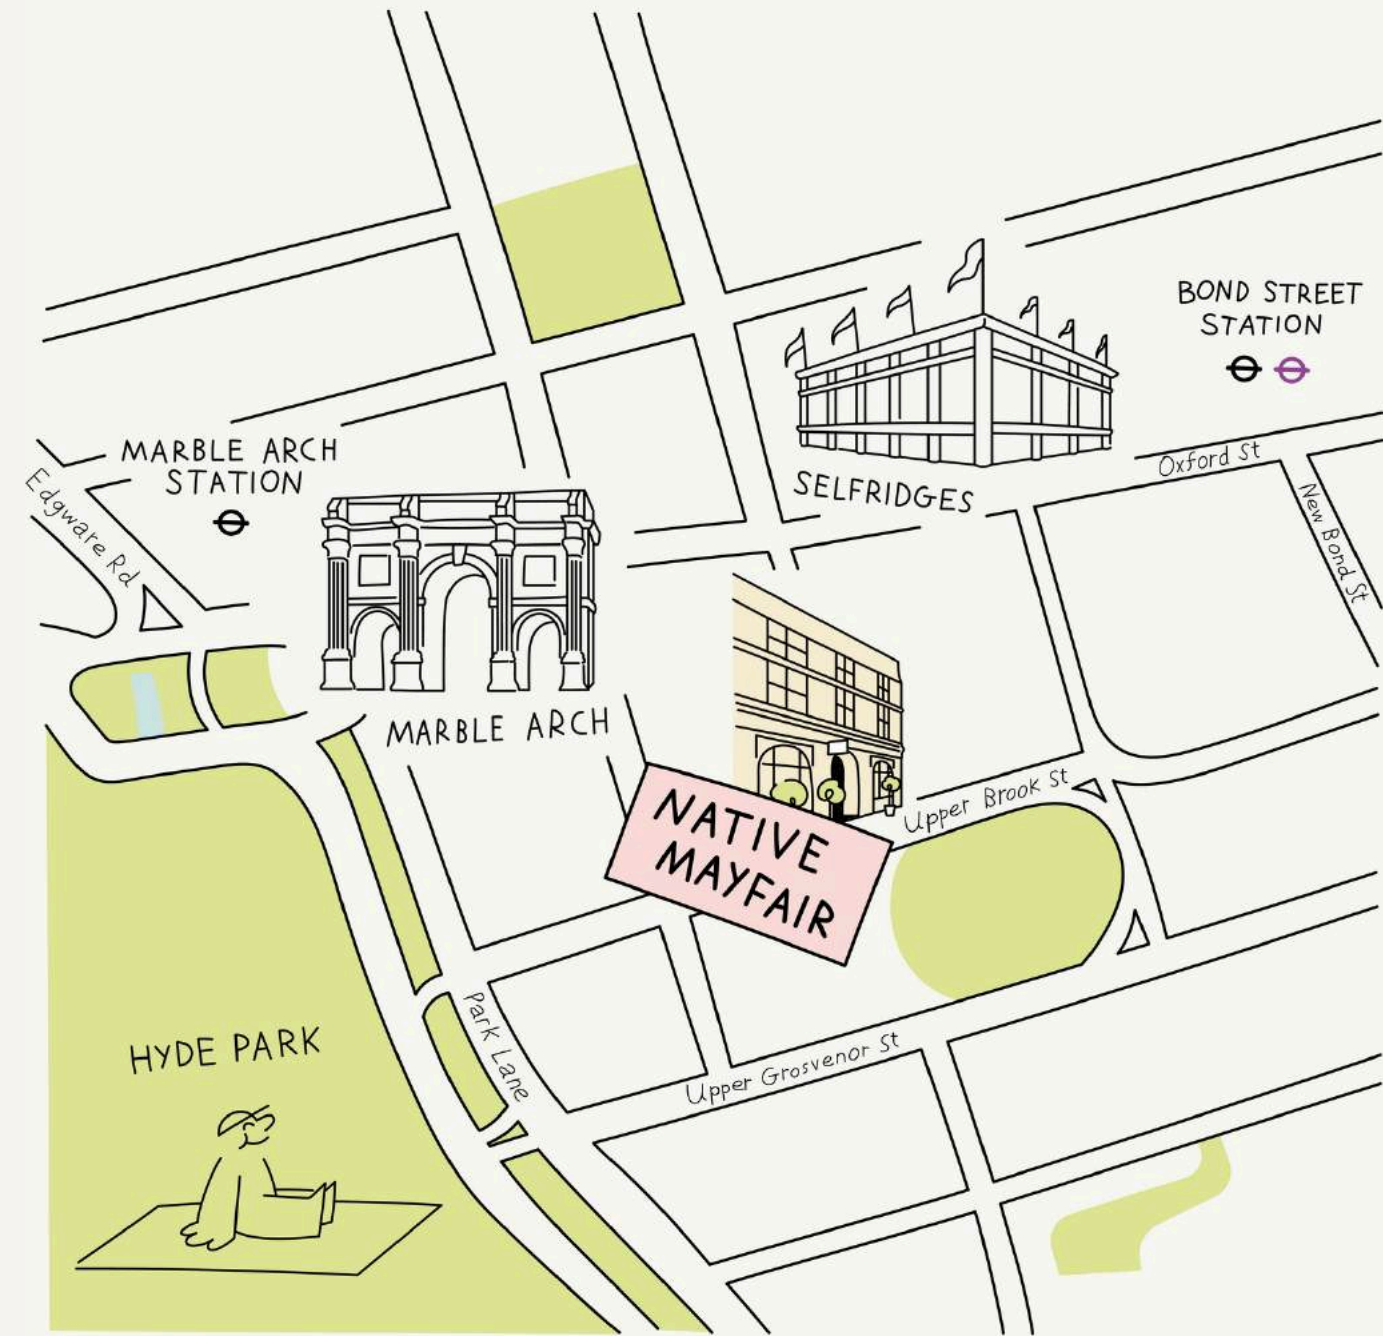 BOND STREET
STATION
MARBLE ARCH
STATION
Edgware Rd
Oxford St
SELFRIDGES
New Bond St
MARBLE ARCH
Upper Brook St
NATIVE
MAYFAIR
Park Lane
HYDE PARK
Upper Grosvenor St